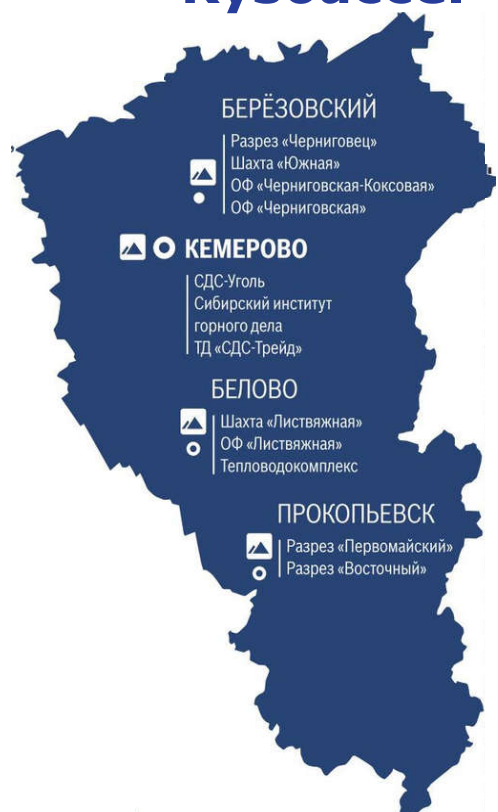 БЕРЁЗОВСКИЙ
Разрез «Черниговец»
Шахта «Южная»
ОФ «Черниговская-Коксовая»
ОФ «Черниговская»
КЕМЕРОВО
СДС-Уголь
Сибирский институт
горного дела
ТД «СДС-Трейд»
БЕЛОВО
Шахта «Листвяжная»
ОФ «Листвяжная»
Тепловодокомплекс
ПРОКОПЬЕВСК
Разрез «Первомайский»
Разрез «Восточный»